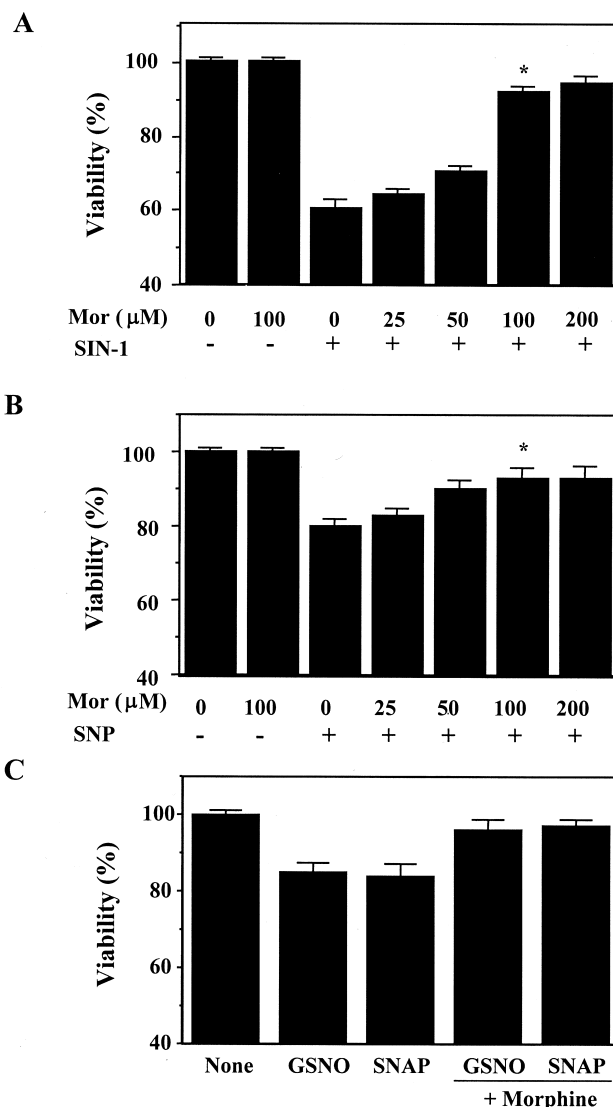 A
Viability (%)
100
80
60
40
*
Mor (μM) 0 100 0 25 50 100 200
SIN-1 - - + + + + +
B
Viability (%)
100
80
60
40
*
Mor (μM) 0 100 0 25 50 100 200
SNP - - + + + + +
C
Viability (%)
100
80
60
40
None GSNO SNAP GSNO SNAP
+ Morphine